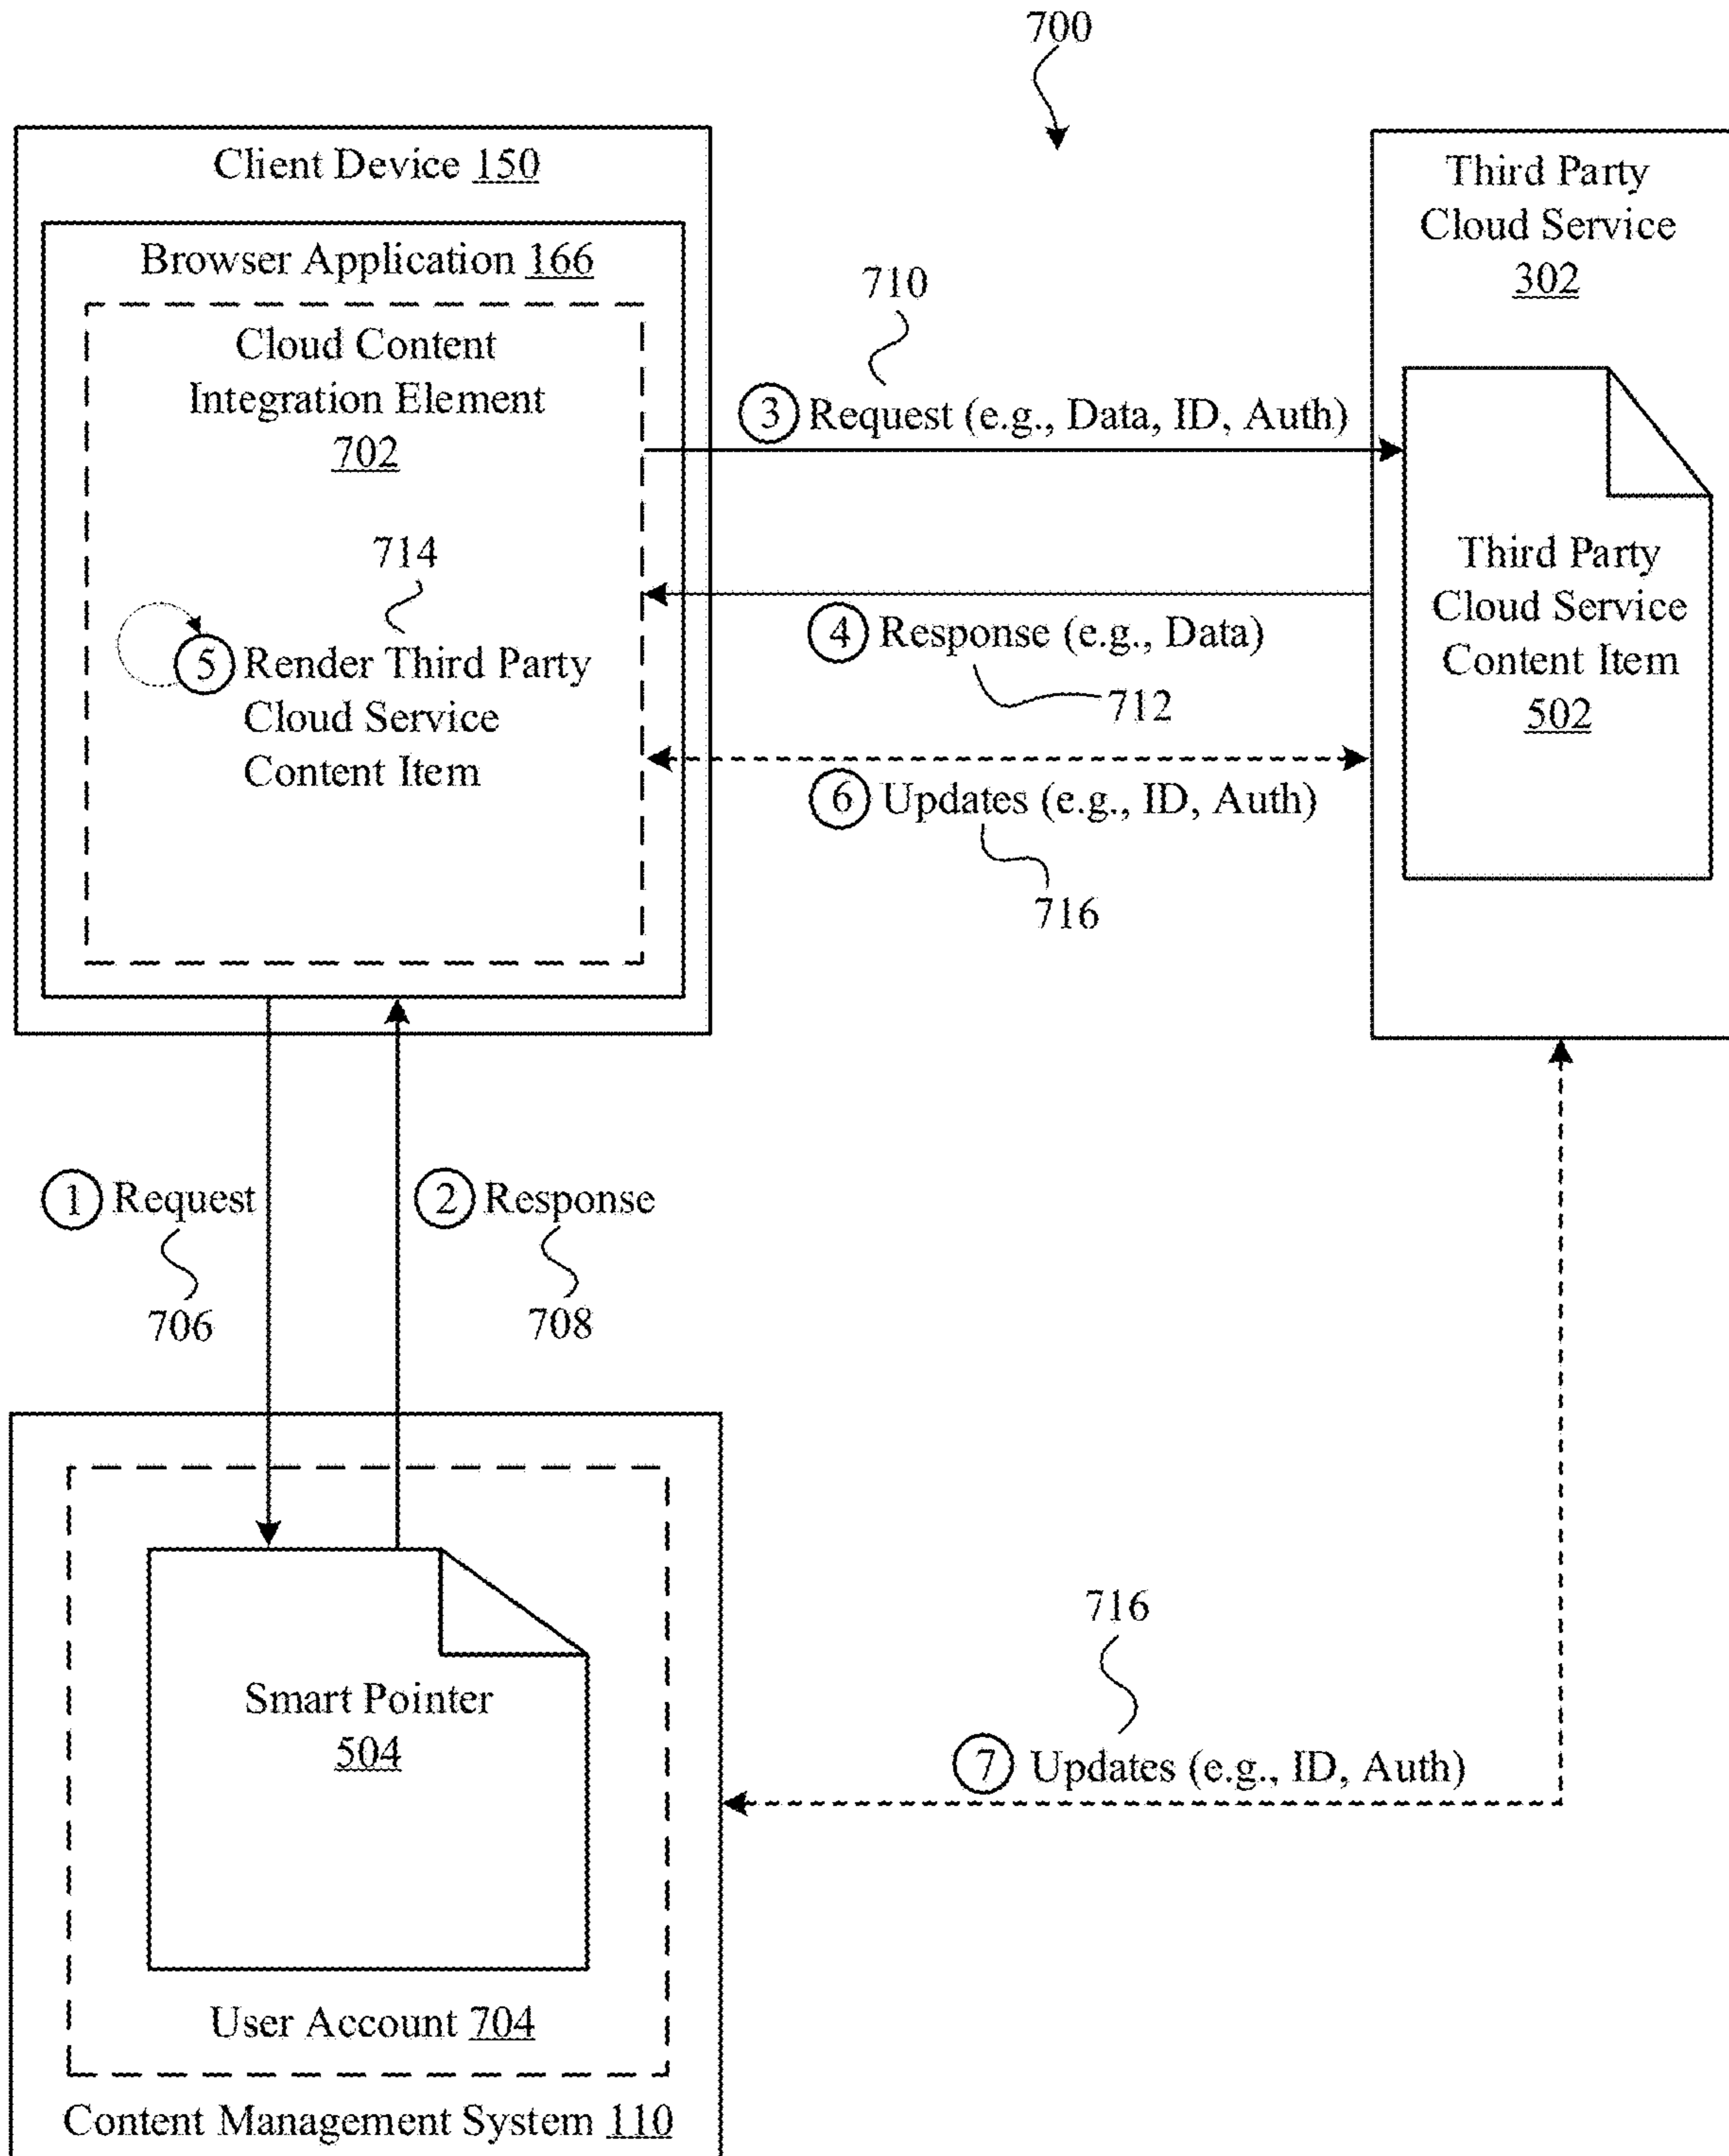 700
Client Device 150
Browser Application 166
Cloud Content
Integration Element
702
714
⑤ Render Third Party
Cloud Service
Content Item
710
③ Request (e.g., Data, ID, Auth)
④ Response (e.g., Data)
712
⑥ Updates (e.g., ID, Auth)
716
Third Party
Cloud Service
302
Third Party
Cloud Service
Content Item
502
① Request
706
② Response
708
Smart Pointer
504
User Account 704
Content Management System 110
716
⑦ Updates (e.g., ID, Auth)